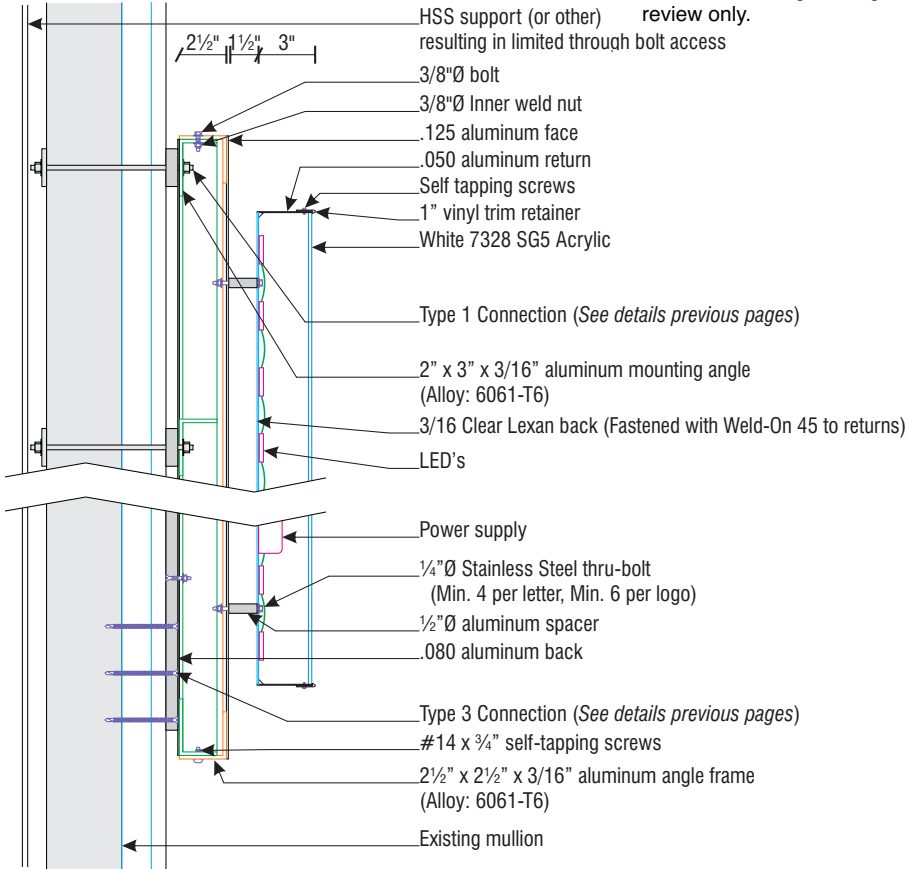 HSS support (or other)
review only.
resulting in limited through bolt access
2½" 1½" 3"
3/8"Ø bolt
3/8"Ø Inner weld nut
.125 aluminum face
.050 aluminum return
Self tapping screws
1” vinyl trim retainer
White 7328 SG5 Acrylic
Type 1 Connection (See details previous pages)
2” x 3” x 3/16” aluminum mounting angle
(Alloy: 6061-T6)
3/16 Clear Lexan back (Fastened with Weld-On 45 to returns)
LED’s
Power supply
¼”Ø Stainless Steel thru-bolt
(Min. 4 per letter, Min. 6 per logo)
½”Ø aluminum spacer
.080 aluminum back
Type 3 Connection (See details previous pages)
#14 x ¾” self-tapping screws
2½” x 2½” x 3/16” aluminum angle frame
(Alloy: 6061-T6)
Existing mullion